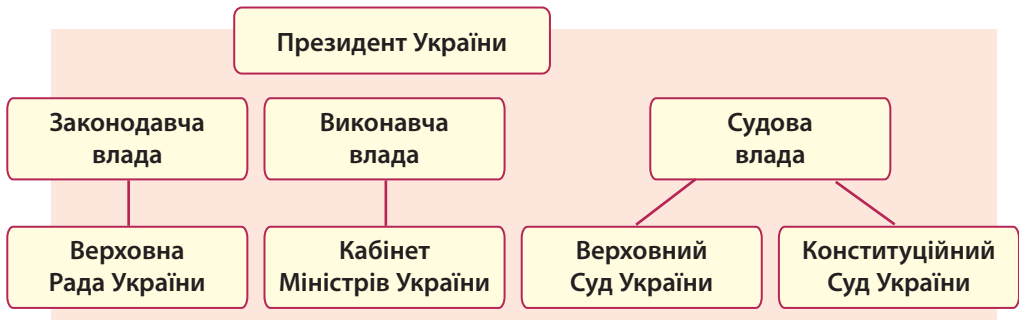 Президент України
Законодавча
влада
Виконавча
влада
Судова
влада
Верховна
Рада України
Кабінет
Міністрів України
Верховний
Суд України
Конституційний
Суд України